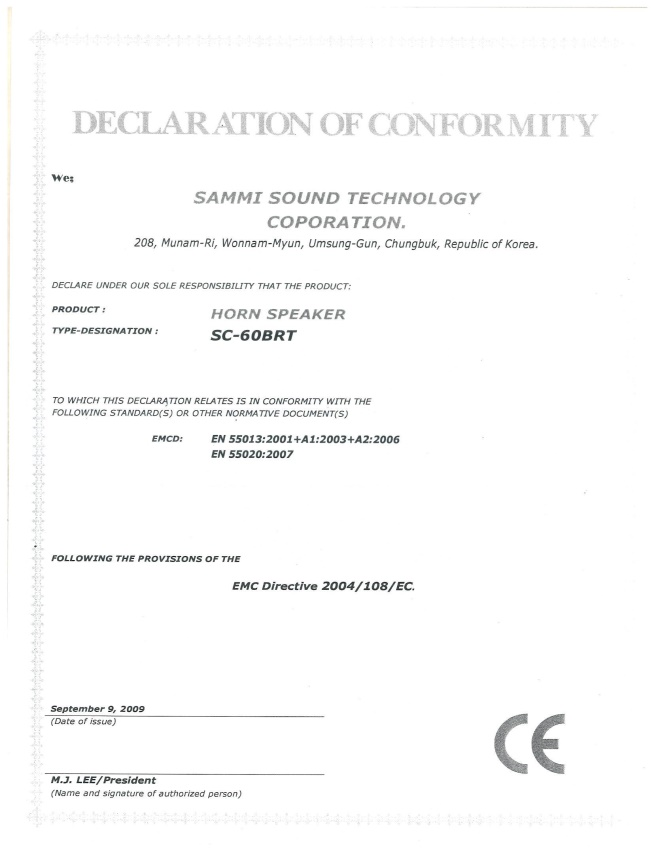 DECLARATION OF CONFORMITY
We:
SAMMI SOUND TECHNOLOGY
COPORATION.
208, Munam-Ri, Wonnam-Myun, Umsung-Gun, Chungbuk, Republic of Korea.
DECLARE UNDER OUR SOLE RESPONSIBILITY THAT THE PRODUCT:
PRODUCT : HORN SPEAKER
TYPE-DESIGNATION : SC-60BRT
TO WHICH THIS DECLARATION RELATES IS IN CONFORMITY WITH THE
FOLLOWING STANDARD(S) OR OTHER NORMATIVE DOCUMENT(S)
EMCD: EN 55013:2001+A1:2003+A2:2006
EN 55020:2007
FOLLOWING THE PROVISIONS OF THE
EMC Directive 2004/108/EC.
September 9, 2009
(Date of issue)
CE
M.J. LEE/President
(Name and signature of authorized person)